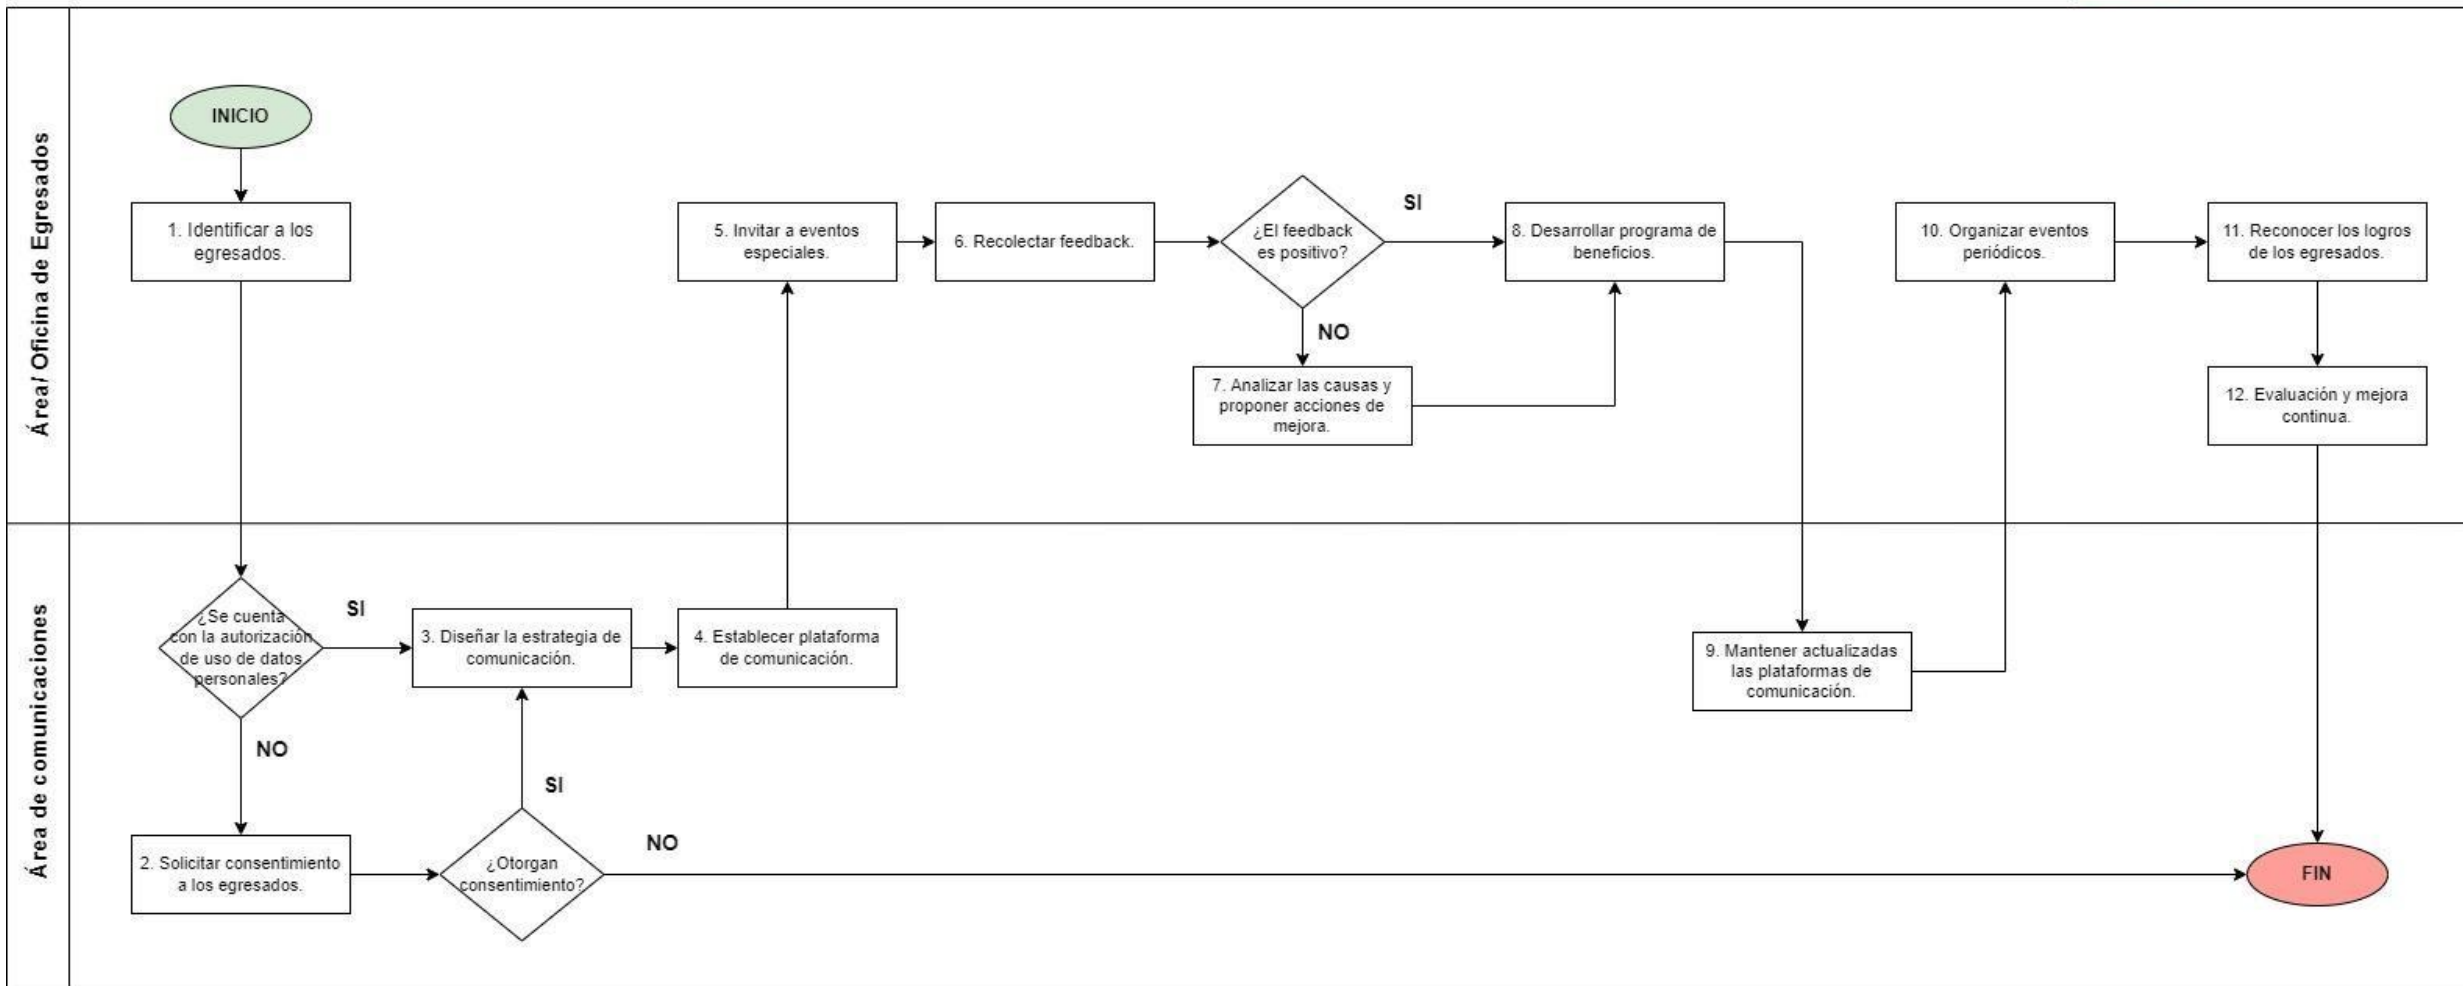 Área/ Oficina de Egresados
INICIO
1. Identificar a los
egresados.
5. Invitar a eventos
especiales.
6. Recolectar feedback.
¿El feedback
es positivo?
SI
NO
7. Analizar las causas y
proponer acciones de
mejora.
8. Desarrollar programa de
beneficios.
10. Organizar eventos
periódicos.
11. Reconocer los logros
de los egresados.
12. Evaluación y mejora
continua.
Área de comunicaciones
¿Se cuenta
con la autorización
de uso de datos
personales?
SI
NO
2. Solicitar consentimiento
a los egresados.
¿Otorgan
consentimiento?
SI
NO
3. Diseñar la estrategia de
comunicación.
4. Establecer plataforma
de comunicación.
9. Mantener actualizadas
las plataformas de
comunicación.
FIN